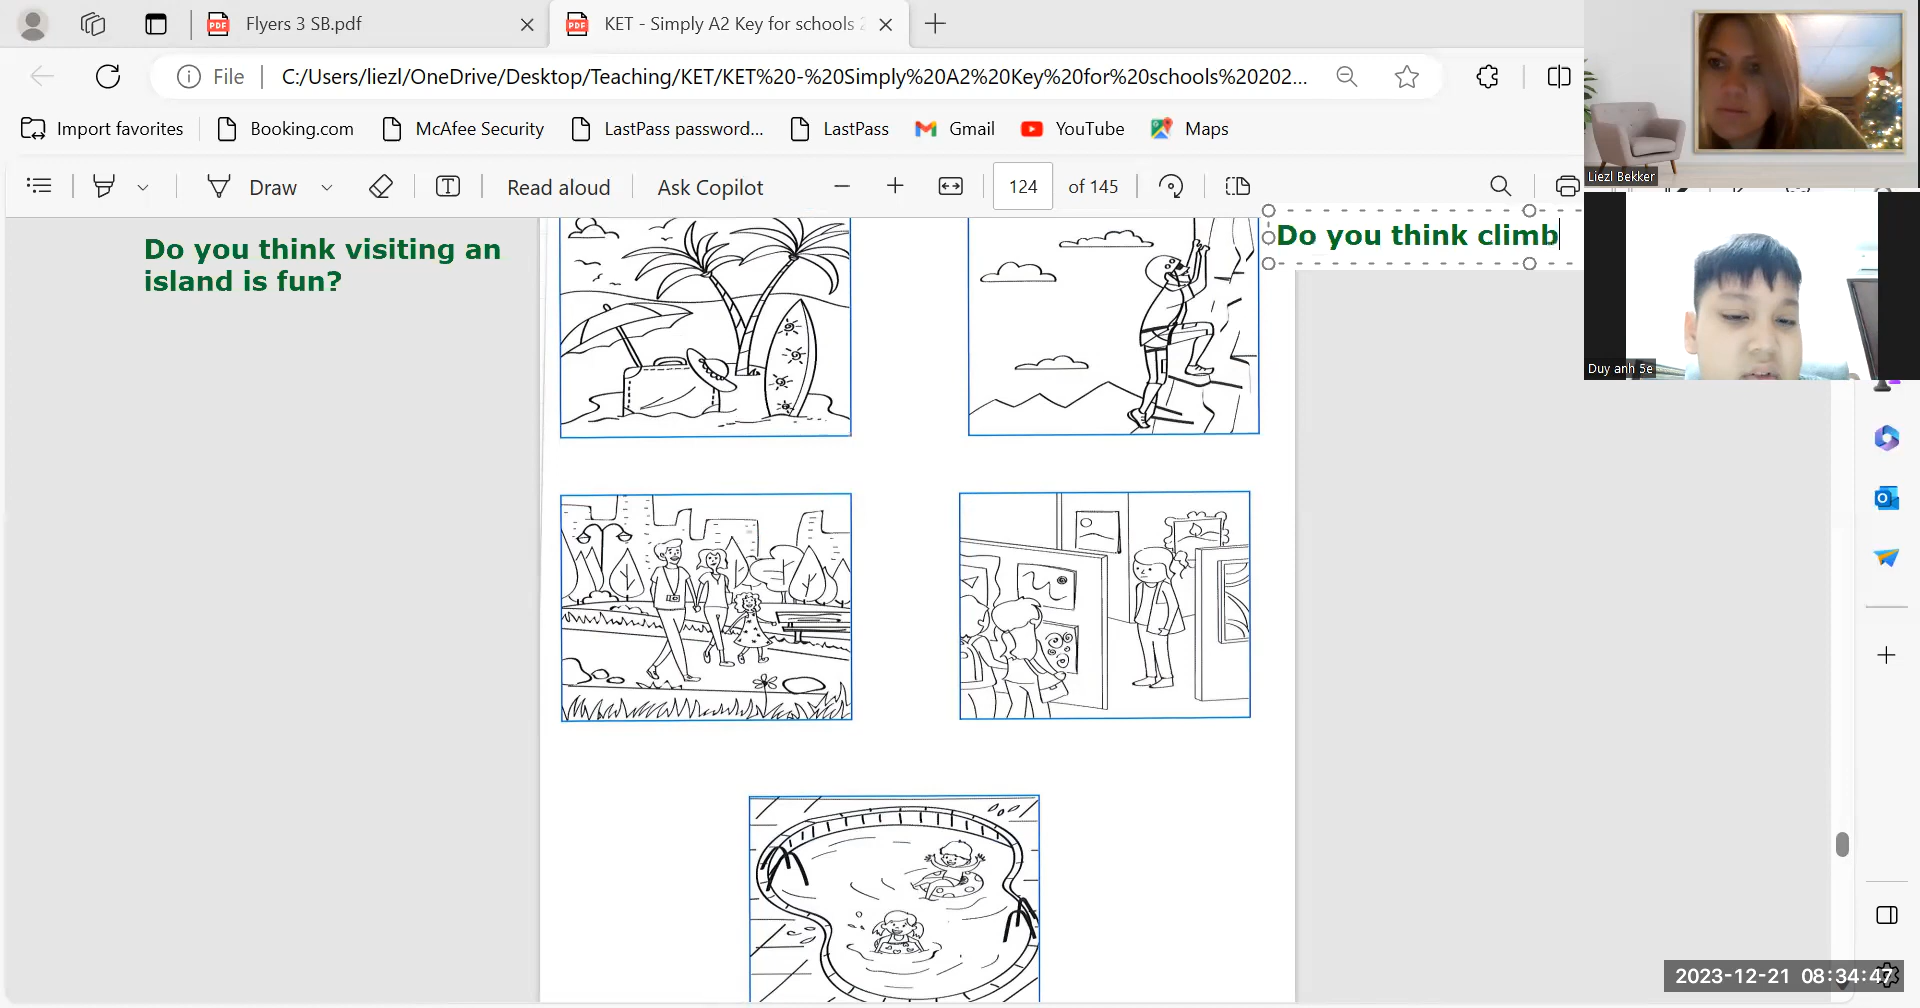 Flyers 3 SB.pdf
KET - Simply A2 Key for schools 2
File
C:/Users/liezl/OneDrive/Desktop/Teaching/KET/KET%20-%20Simply%20A2%20Key%20for%20schools%20202...
Import favorites
Booking.com
McAfee Security
LastPass password...
LastPass
Gmail
YouTube
Maps
Draw
Read aloud
Ask Copilot
124
of 145
Liezl Bekker
Do you think visiting an
island is fun?
Do you think climb
Duy anh 5e
2023-12-21 08:34:47